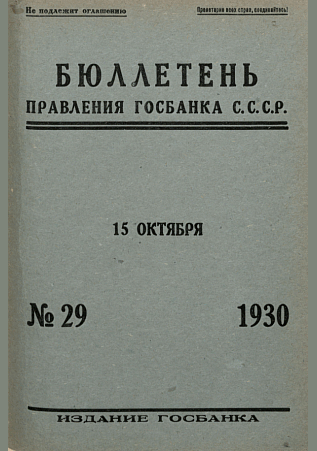 Не подлежит оглашению
Пролетарии всех стран, соединяйтесь!
БЮЛЛЕТЕНЬ
ПРАВЛЕНИЯ ГОСБАНКА С.С.С.Р.
15 ОКТЯБРЯ
№ 29
1930
ИЗДАНИЕ ГОСБАНКА